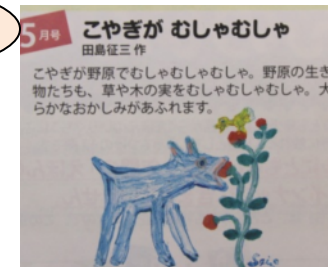 5月号
こやぎが むしゃむしゃ
田島征三 作
こやぎが野原でむしゃむしゃむしゃ。野原の生き
物たちも、草や木の実をむしゃむしゃむしゃ。大
らかなおかしみがあふれます。